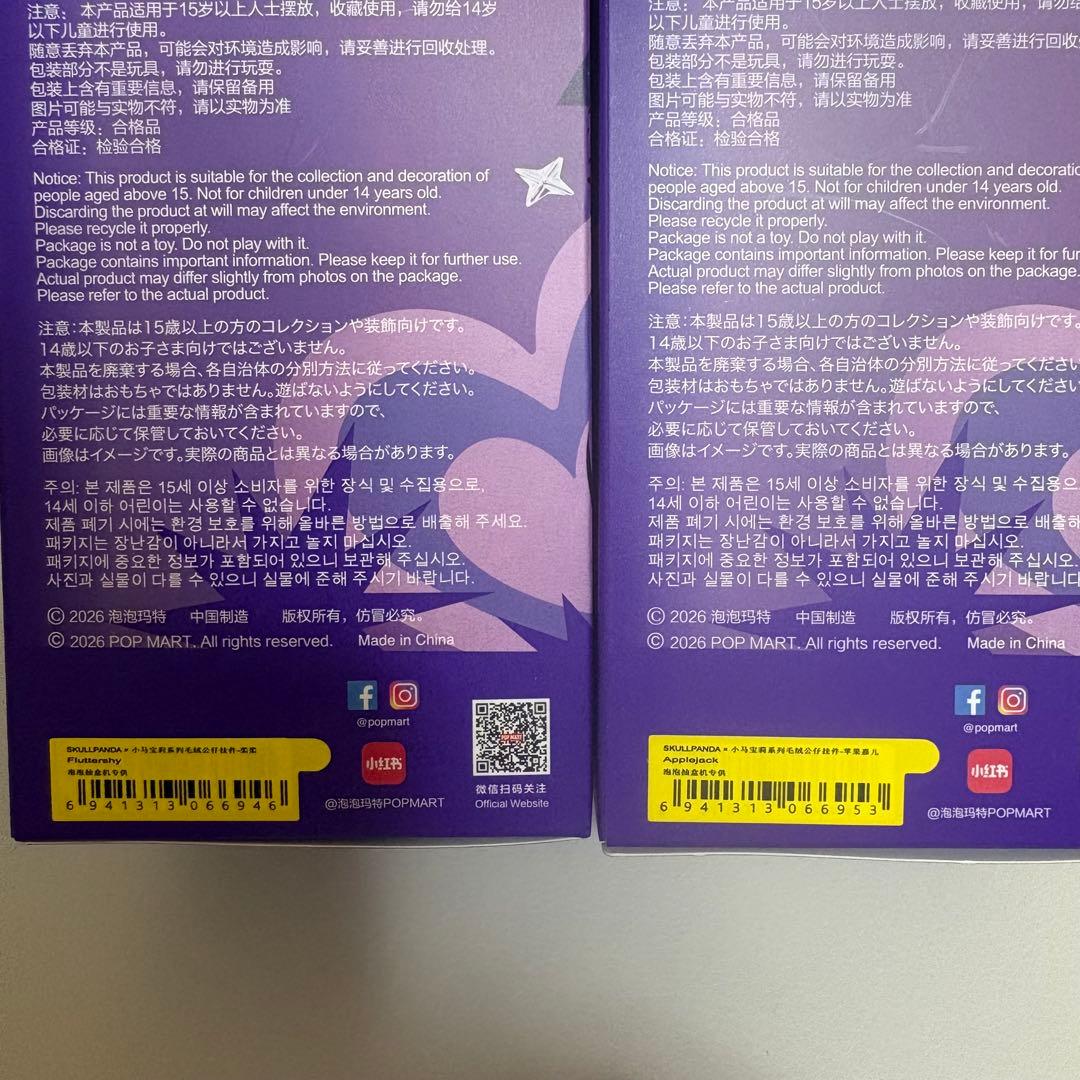 注意： 本产品适用于15岁以上人士摆放，收藏使用，请勿给14岁
以下儿童进行使用。
随意丢弃本产品，可能会对环境造成影响，请妥善进行回收处理。
包装部分不是玩具，请勿进行玩耍。
包装上含有重要信息，请保留备用
图片可能与实物不符，请以实物为准
产品等级：合格品
合格证：检验合格
Notice: This product is suitable for the collection and decoration of
people aged above 15. Not for children under 14 years old.
Discarding the product at will may affect the environment.
Please recycle it properly.
Package is not a toy. Do not play with it.
Package contains important information. Please keep it for further use.
Actual product may differ slightly from photos on the package.
Please refer to the actual product.
注意:本製品は15歳以上の方のコレクションや装飾向けです。
14歳以下のお子さま向けではございません。
本製品を廃棄する場合、各自治体の分別方法に従ってください。
包装材はおもちゃではありません。遊ばないようにしてください。
パッケージには重要な情報が含まれていますので、
必要に応じて保管しておいてください。
画像はイメージです。実際の商品とは異なる場合があります。
주의: 본 제품은 15세 이상 소비자를 위한 장식 및 수집용으로,
14세 이하 어린이는 사용할 수 없습니다.
제품 폐기 시에는 환경 보호를 위해 올바른 방법으로 배출해 주세요.
패키지는 장난감이 아니라서 가지고 놀지 마십시오.
패키지에 중요한 정보가 포함되어 있으니 보관해 주십시오.
사진과 실물이 다를 수 있으니 실물에 준해 주시기 바랍니다.
© 2026 泡泡玛特 中国制造 版权所有，仿冒必究。
© 2026 POP MART. All rights reserved. Made in China
@popmart
SKULLPANDA × 小马宝莉系列毛绒公仔挂件-柔柔
Fluttershy
泡泡抽盒机专供
6 941313 066946
小红书
@泡泡玛特POPMART
POP MART
微信扫码关注
Official Website
注意： 本产品适用于15岁以上人士摆放，收藏使用，请勿给
以下儿童进行使用。
随意丢弃本产品，可能会对环境造成影响，请妥善进行回收
包装部分不是玩具，请勿进行玩耍。
包装上含有重要信息，请保留备用
图片可能与实物不符，请以实物为准
产品等级：合格品
合格证：检验合格
Notice: This product is suitable for the collection and decoratio
people aged above 15. Not for children under 14 years old.
Discarding the product at will may affect the environment.
Please recycle it properly.
Package is not a toy. Do not play with it.
Package contains important information. Please keep it for fur
Actual product may differ slightly from photos on the package.
Please refer to the actual product.
注意:本製品は15歳以上の方のコレクションや装飾向けです。
14歳以下のお子さま向けではございません。
本製品を廃棄する場合、各自治体の分別方法に従ってください
包装材はおもちゃではありません。遊ばないようにしてください
パッケージには重要な情報が含まれていますので、
必要に応じて保管しておいてください。
画像はイメージです。実際の商品とは異なる場合があります。
주의: 본 제품은 15세 이상 소비자를 위한 장식 및 수집용으
14세 이하 어린이는 사용할 수 없습니다.
제품 폐기 시에는 환경 보호를 위해 올바른 방법으로 배출해
패키지는 장난감이 아니라서 가지고 놀지 마십시오.
패키지에 중요한 정보가 포함되어 있으니 보관해 주십시오.
사진과 실물이 다를 수 있으니 실물에 준해 주시기 바랍니다
© 2026 泡泡玛特 中国制造 版权所有，仿冒必究。
© 2026 POP MART. All rights reserved. Made in China
@popmart
SKULLPANDA × 小马宝莉系列毛绒公仔挂件-苹果嘉儿
Applejack
泡泡抽盒机专供
6 941313 066953
小红书
@泡泡玛特POPMART